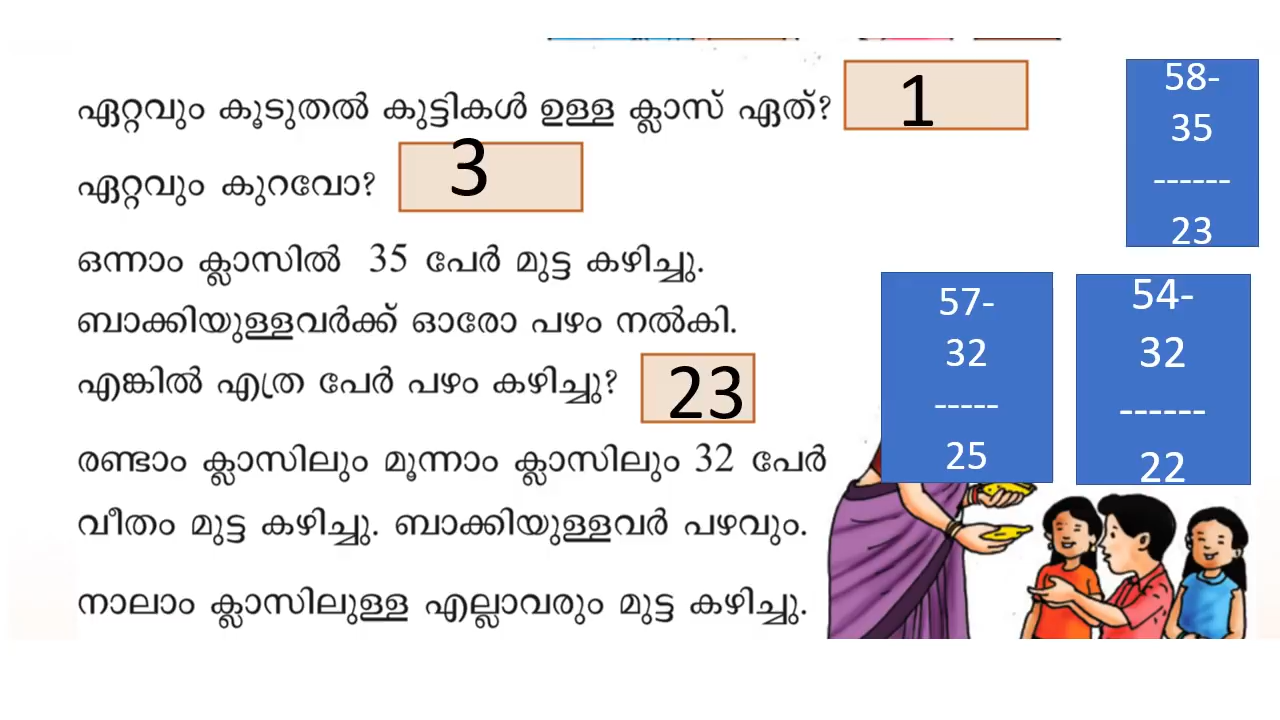 ഏറ്റവും കൂടുതൽ കുട്ടികൾ ഉള്ള ക്ലാസ് ഏത്? 1
ഏറ്റവും കുറവോ? 3
ഒന്നാം ക്ലാസിൽ 35 പേർ മുട്ട കഴിച്ചു.
ബാക്കിയുള്ളവർക്ക് ഓരോ പഴം നൽകി.
എങ്കിൽ എത്ര പേർ പഴം കഴിച്ചു? 23
രണ്ടാം ക്ലാസിലും മൂന്നാം ക്ലാസിലും 32 പേർ
വീതം മുട്ട കഴിച്ചു. ബാക്കിയുള്ളവർ പഴവും.
നാലാം ക്ലാസിലുള്ള എല്ലാവരും മുട്ട കഴിച്ചു.
58-
35
------
23
57-
32
-----
25
54-
32
------
22